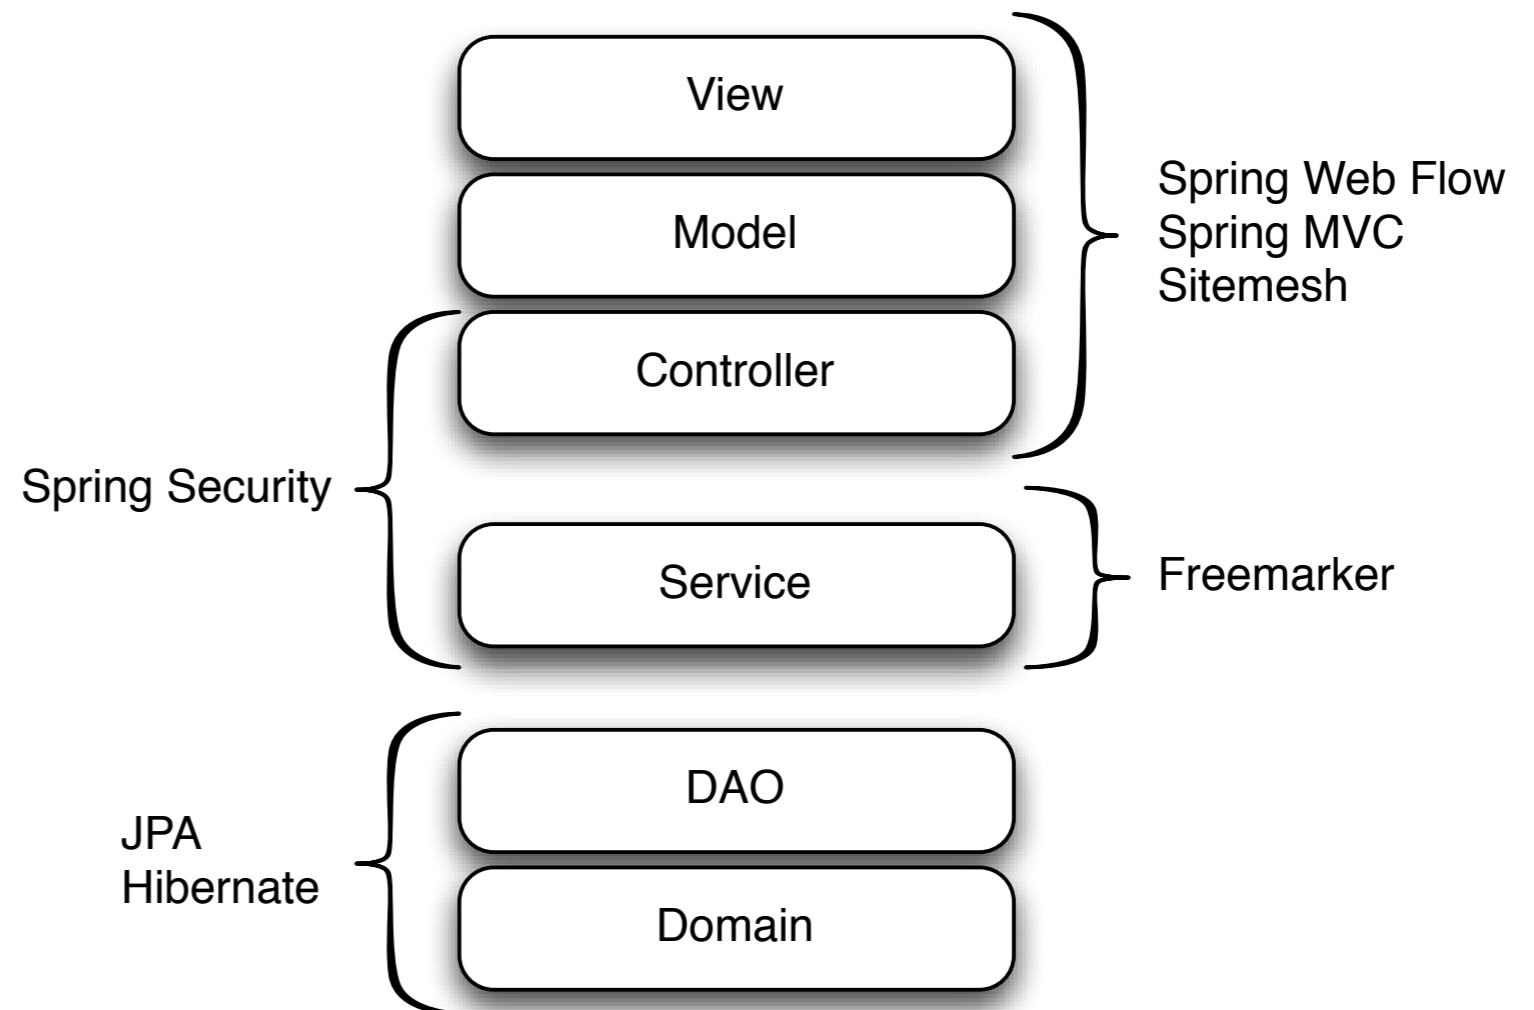 View
Model
Controller
Spring Web Flow
Spring MVC
Sitemesh
Spring Security
Service
Freemarker
DAO
Domain
JPA
Hibernate